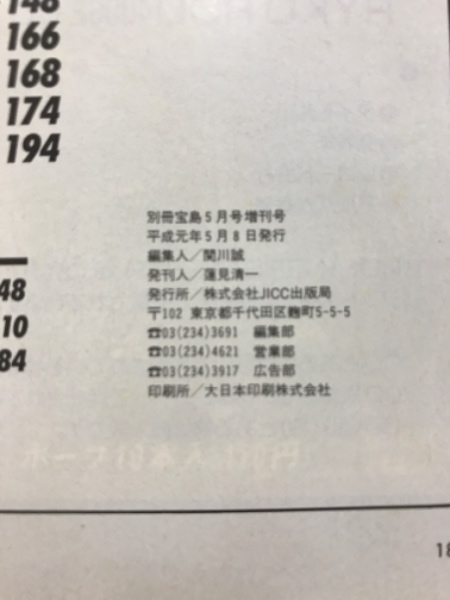 148
166
168
174
194
48
10
84
別冊宝島5月号増刊号
平成元年5月8日発行
編集人／関川誠
発刊人／蓮見清一
発行所／株式会社JICC出版局
〒102 東京都千代田区麹町5-5-5
☎03(234)3691 編集部
☎03(234)4621 営業部
☎03(234)3917 広告部
印刷所／大日本印刷株式会社